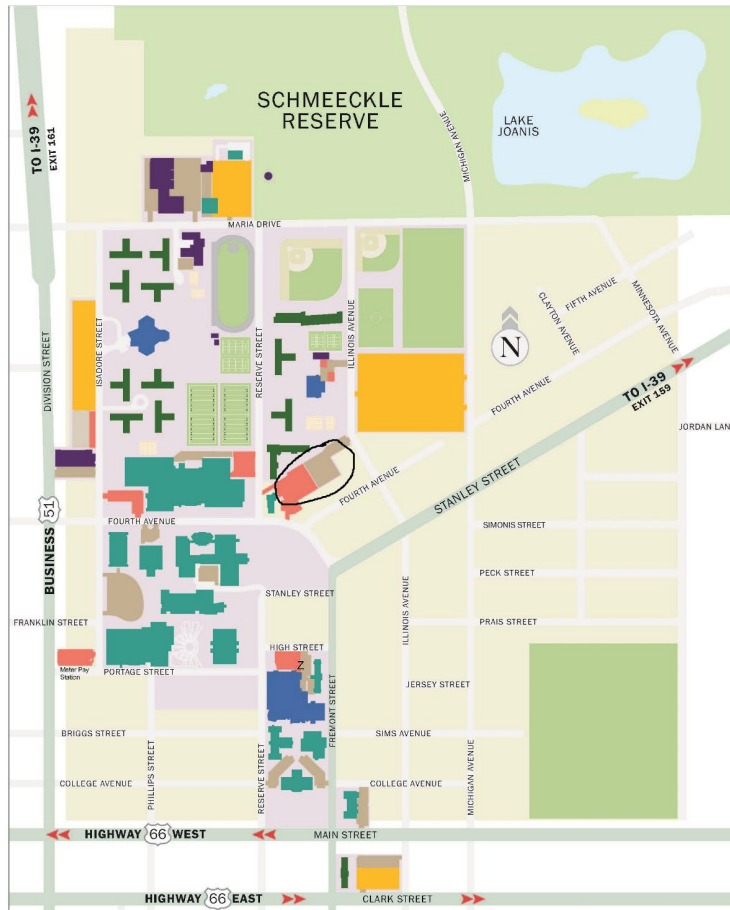 SCHMEECKLE
RESERVE
LAKE
JOANIS
MICHIGAN AVENUE
TO I-39
EXIT 161
MARIA DRIVE
DIVISION STREET
ISADORE STREET
RESERVE STREET
ILLINOIS AVENUE
CLAYTON AVENUE
FIFTH AVENUE
MINNESOTA AVENUE
N
FOURTH AVENUE
TO I-39
EXIT 159
JORDAN LAN
STANLEY STREET
FOURTH AVENUE
BUSINESS 51
FOURTH AVENUE
SIMONIS STREET
PECK STREET
STANLEY STREET
ILLINOIS AVENUE
FRANKLIN STREET
PRAIS STREET
HIGH STREET
Z
Meter Pay
Station
PORTAGE STREET
JERSEY STREET
FREMONT STREET
BRIGGS STREET
SIMS AVENUE
PHILLIPS STREET
RESERVE STREET
MICHIGAN AVENUE
COLLEGE AVENUE
COLLEGE AVENUE
HIGHWAY 66 WEST
MAIN STREET
HIGHWAY 66 EAST
CLARK STREET